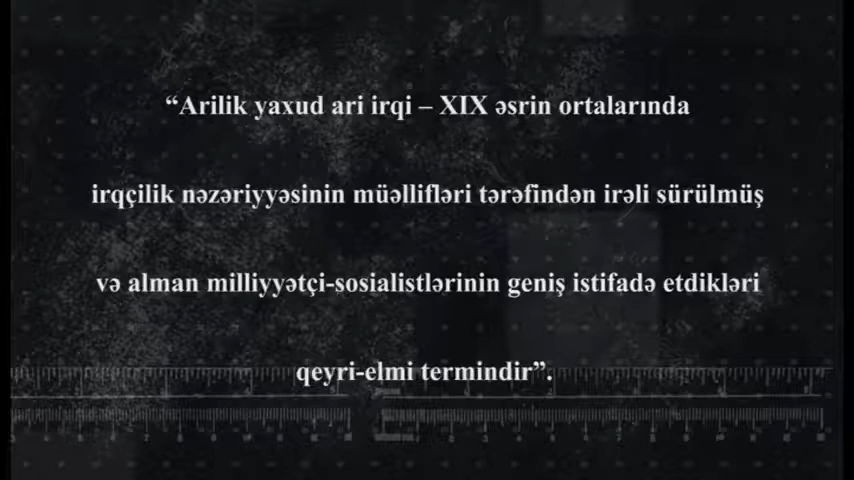 “Arilik yaxud ari irqi – XIX əsrin ortalarında
irqçilik nəzəriyyəsinin müəllifləri tərəfindən irəli sürülmüş
və alman milliyyətçi-sosialistlərinin geniş istifadə etdikləri
qeyri-elmi termindir”.